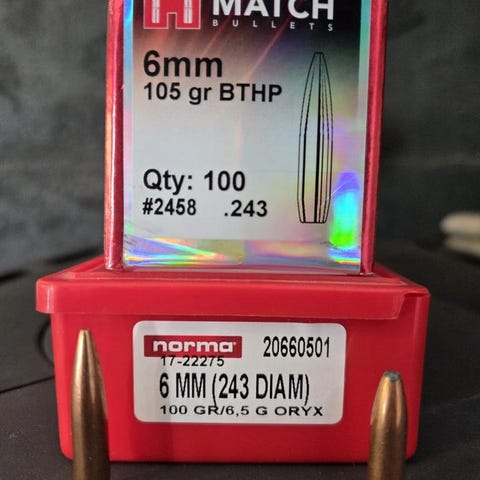 MATCH
BULLETS
6mm
105 gr BTHP
Qty: 100
#2458 .243
norma 20660501
17-22275
6 MM (243 DIAM)
100 GR/6,5 G ORYX